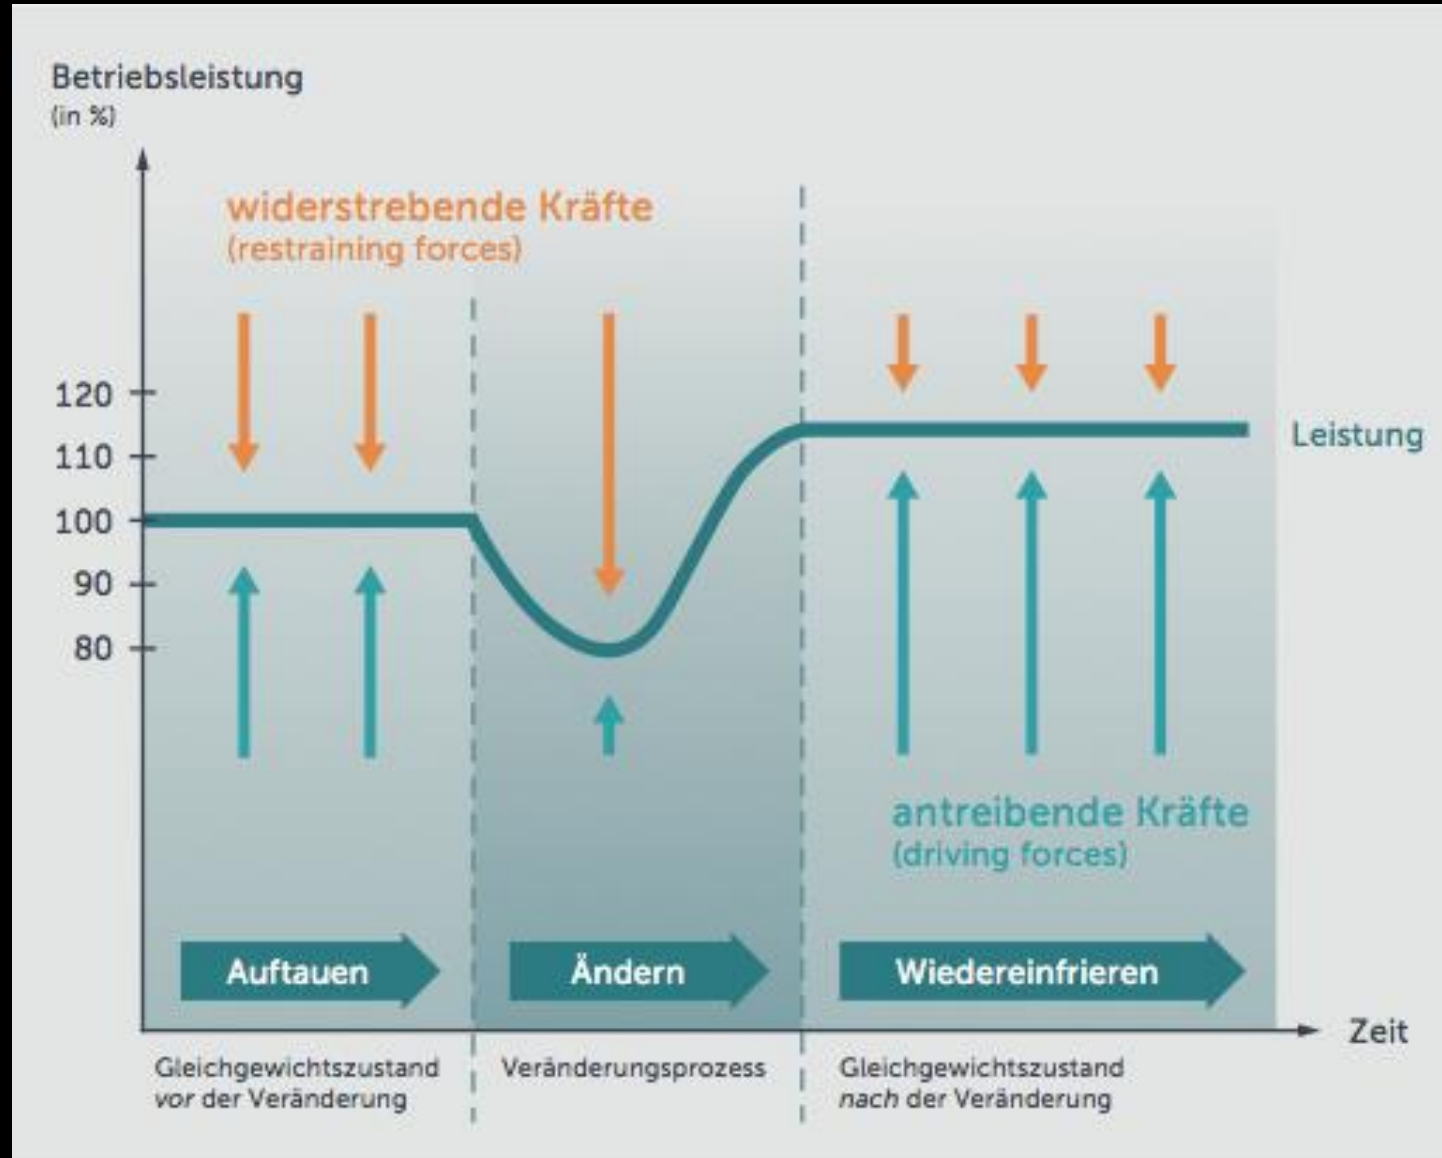 Betriebsleistung
(in %)
widerstrebende Kräfte
(restraining forces)
120
110
100
90
80
Leistung
antreibende Kräfte
(driving forces)
Auftauen
Ändern
Wiedereinfrieren
Zeit
Gleichgewichtszustand
vor der Veränderung
Veränderungsprozess
Gleichgewichtszustand
nach der Veränderung